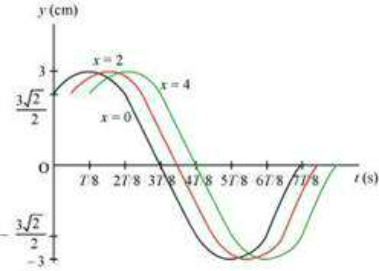 y (cm)
x = 2
3
x = 4
3√2
2
x = 0
O
T/8 2T/8 3T/8 4T/8 5T/8 6T/8 7T/8 t (s)
- 3√2
2
-3